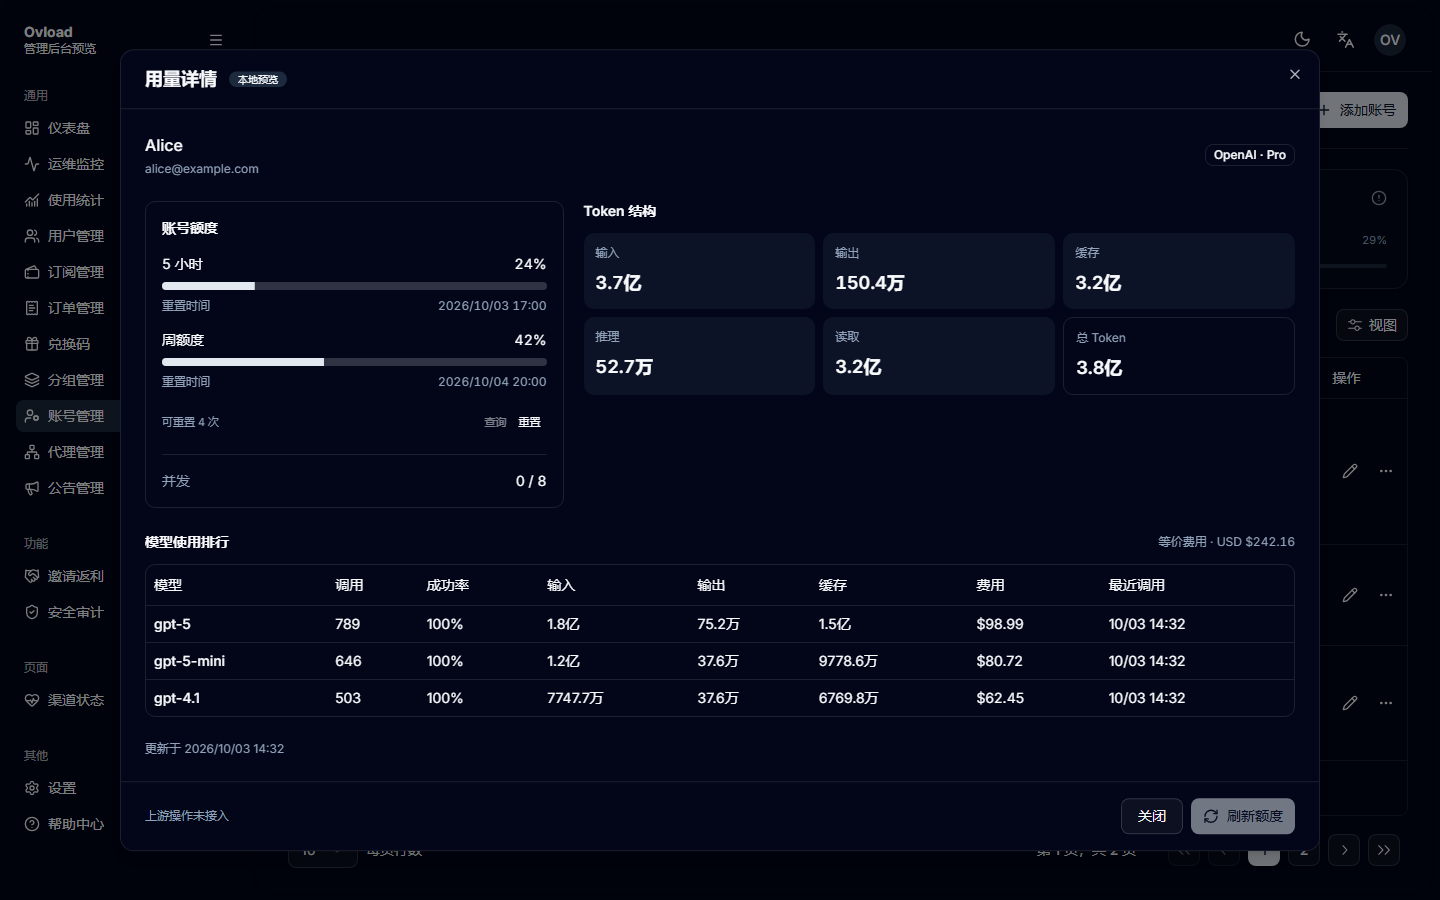 Ovload
管理后台预览
OV
通用
仪表盘
运维监控
使用统计
用户管理
订阅管理
订单管理
兑换码
分组管理
账号管理
代理管理
公告管理
功能
邀请返利
安全审计
页面
渠道状态
其他
设置
帮助中心
添加账号
29%
视图
操作
用量详情
本地预览
Alice
alice@example.com
OpenAI · Pro
账号额度
5 小时 24%
重置时间 2026/10/03 17:00
周额度 42%
重置时间 2026/10/04 20:00
可重置 4 次 查询 重置
并发 0 / 8
Token 结构
输入 输出 缓存
3.7亿 150.4万 3.2亿
推理 读取 总 Token
52.7万 3.2亿 3.8亿
模型使用排行 等价费用 · USD $242.16
模型 调用 成功率 输入 输出 缓存 费用 最近调用
gpt-5 789 100% 1.8亿 75.2万 1.5亿 $98.99 10/03 14:32
gpt-5-mini 646 100% 1.2亿 37.6万 9778.6万 $80.72 10/03 14:32
gpt-4.1 503 100% 7747.7万 37.6万 6769.8万 $62.45 10/03 14:32
更新于 2026/10/03 14:32
上游操作未接入
关闭 刷新额度
10 每页行数 第 1 页，共 2 页 1 2